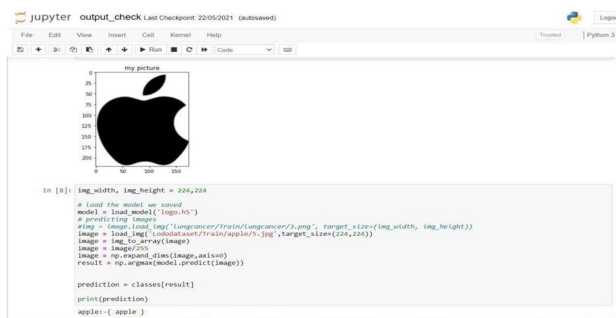 jupyter output_check Last Checkpoint: 22/05/2021 (autosaved)
Logou
File Edit View Insert Cell Kernel Help
Trusted Python 3
Run Code
my picture
0
25
50
75
100
125
150
175
200
0 50 100 150
In [8]: img_width, img_height = 224,224
# load the model we saved
model = load_model('logo.h5')
# predicting images
#img = image.load_img('lungcancer/Train/lungcancer/3.png', target_size=(img_width, img_height))
image = load_img('Lododataset/Train/apple/5.jpg',target_size=(224,224))
image = img_to_array(image)
image = image/255
image = np.expand_dims(image,axis=0)
result = np.argmax(model.predict(image))
prediction = classes[result]
print(prediction)
apple:-{ apple }